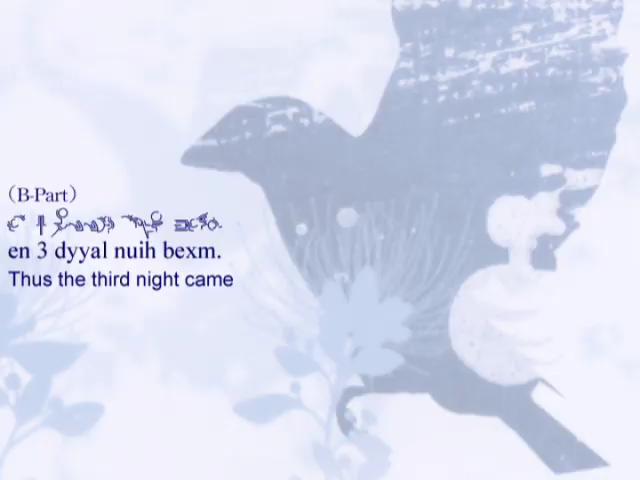 （B-Part）
en 3 dyyal nuih bexm.
Thus the third night came